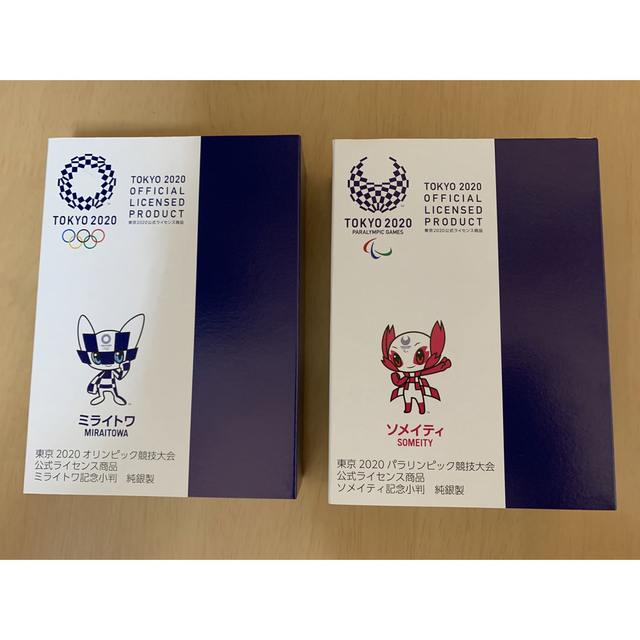 TOKYO 2020
TOKYO 2020
OFFICIAL
LICENSED
PRODUCT
東京2020公式ライセンス商品
ミライトワ
MIRAITOWA
東京 2020 オリンピック競技大会
公式ライセンス商品
ミライトワ記念小判 純銀製
TOKYO 2020
PARALYMPIC GAMES
TOKYO 2020
OFFICIAL
LICENSED
PRODUCT
東京2020公式ライセンス商品
ソメイティ
SOMEITY
東京 2020 パラリンピック競技大会
公式ライセンス商品
ソメイティ記念小判 純銀製